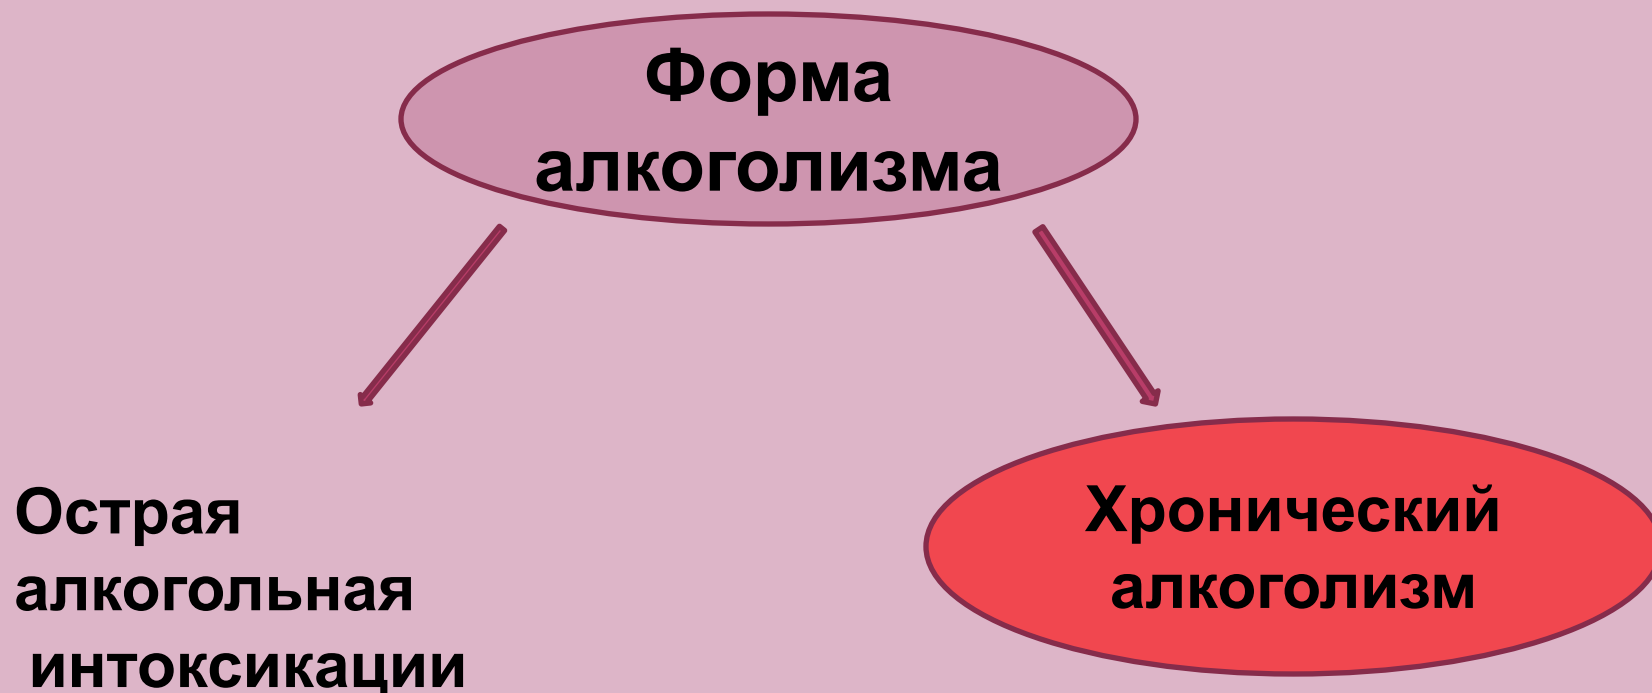 Форма
алкоголизма
Острая
алкогольная
интоксикации
Хронический
алкоголизм